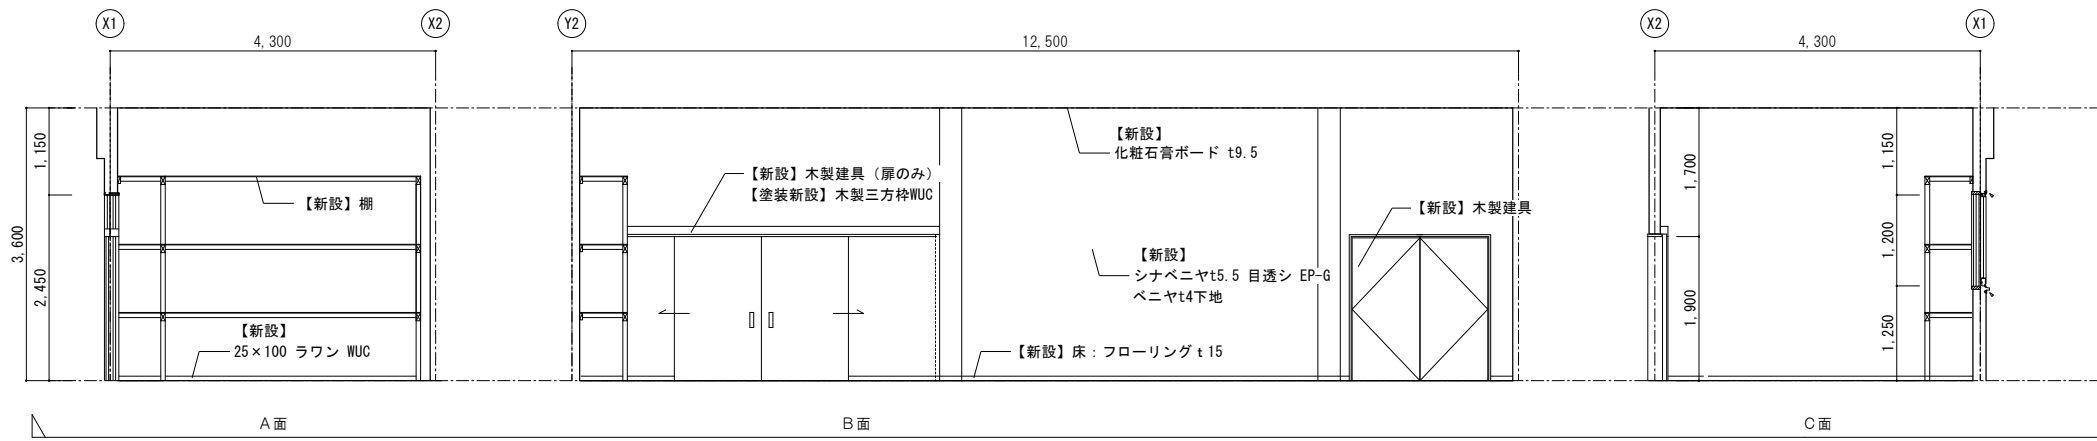 X1
X2
Y2
X2
X1
4,300
12,500
4,300
3,600
1,150
2,450
【新設】棚
【新設】
25×100 ラワン WUC
【新設】木製建具（扉のみ）
【塗装新設】木製三方枠WUC
【新設】
化粧石膏ボード t9.5
【新設】
シナベニヤt5.5 目透シ EP-G
ベニヤt4下地
【新設】床：フローリングｔ15
【新設】木製建具
1,700
1,900
1,150
1,200
1,250
Ａ面
Ｂ面
Ｃ面